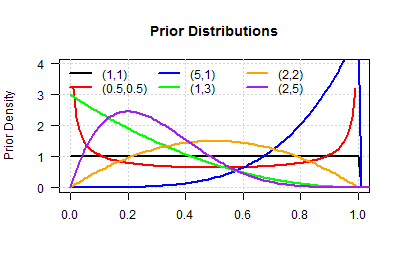 Prior Distributions
Prior Density
4
3
2
1
0
(1,1) (5,1) (2,2)
(0.5,0.5) (1,3) (2,5)
0.0 0.2 0.4 0.6 0.8 1.0